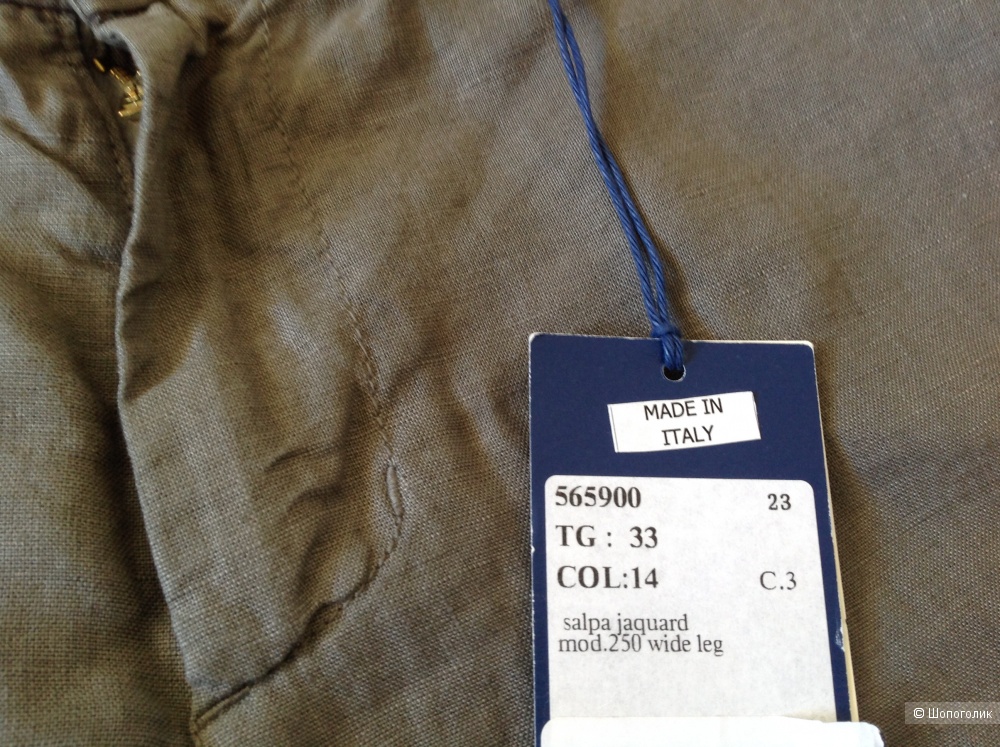 MADE IN
ITALY
565900 23
TG : 33
COL:14 C.3
salpa jaquard
mod.250 wide leg
© Шопоголик